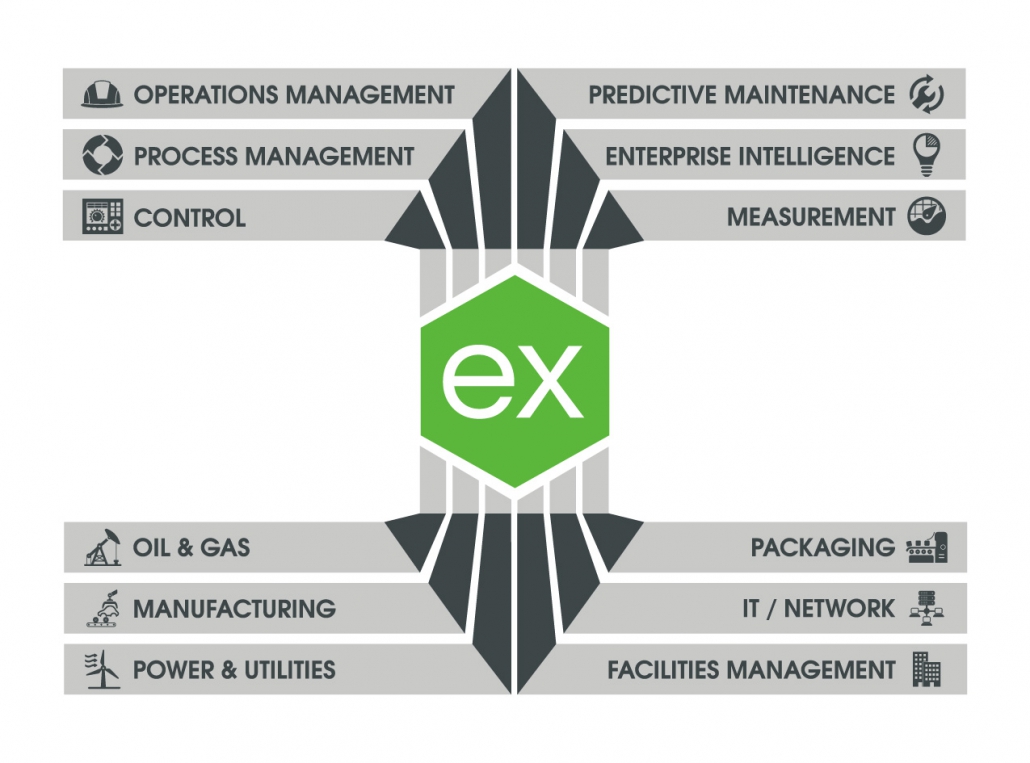 OPERATIONS MANAGEMENT
PREDICTIVE MAINTENANCE
PROCESS MANAGEMENT
ENTERPRISE INTELLIGENCE
CONTROL
MEASUREMENT
ex
OIL & GAS
PACKAGING
MANUFACTURING
IT / NETWORK
POWER & UTILITIES
FACILITIES MANAGEMENT